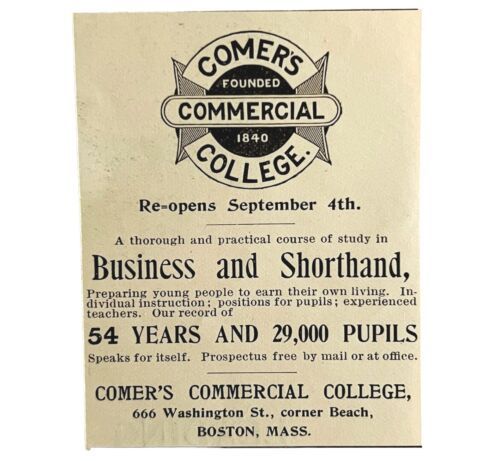 COMER'S
FOUNDED
COMMERCIAL
1840
COLLEGE.
Re=opens September 4th.
A thorough and practical course of study in
Business and Shorthand,
Preparing young people to earn their own living. In-
dividual instruction; positions for pupils; experienced
teachers. Our record of
54 YEARS AND 29,000 PUPILS
Speaks for itself. Prospectus free by mail or at office.
COMER'S COMMERCIAL COLLEGE,
666 Washington St., corner Beach,
BOSTON, MASS.